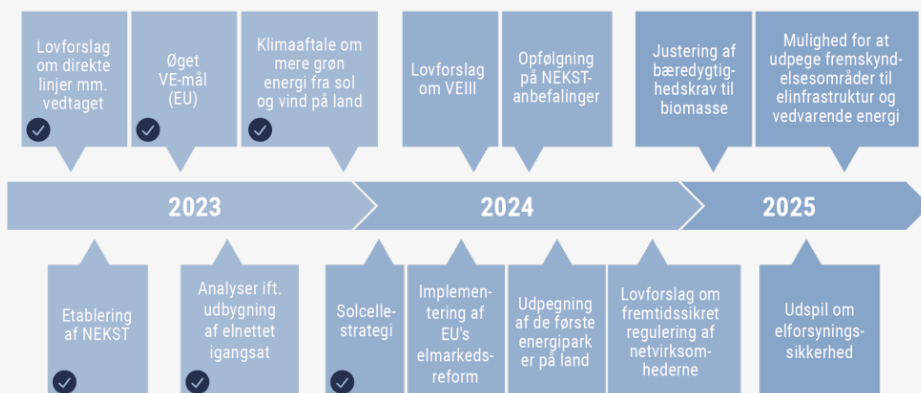 Lovforslag
om direkte
linjer mm.
vedtaget
Øget
VE-mål
(EU)
Klimaaftale om
mere grøn
energi fra sol
og vind på land
Lovforslag
om VEIII
Opfølgning
på NEKST-
anbefalinger
Justering af
bæredygtig-
hedskrav til
biomasse
Mulighed for at
udpege fremskynd-
elsesområder til
elinfrastruktur og
vedvarende energi
2023
2024
2025
Etablering
af NEKST
Analyser ift.
udbygning
af elnettet
igangsat
Solcelle-
strategi
Implemen-
tering af
EU's
elmarkeds-
reform
Udpegning
af de første
energipark
er på land
Lovforslag om
fremtidssikret
regulering af
netvirksom-
hederne
Udspil om
elforsynings-
sikkerhed